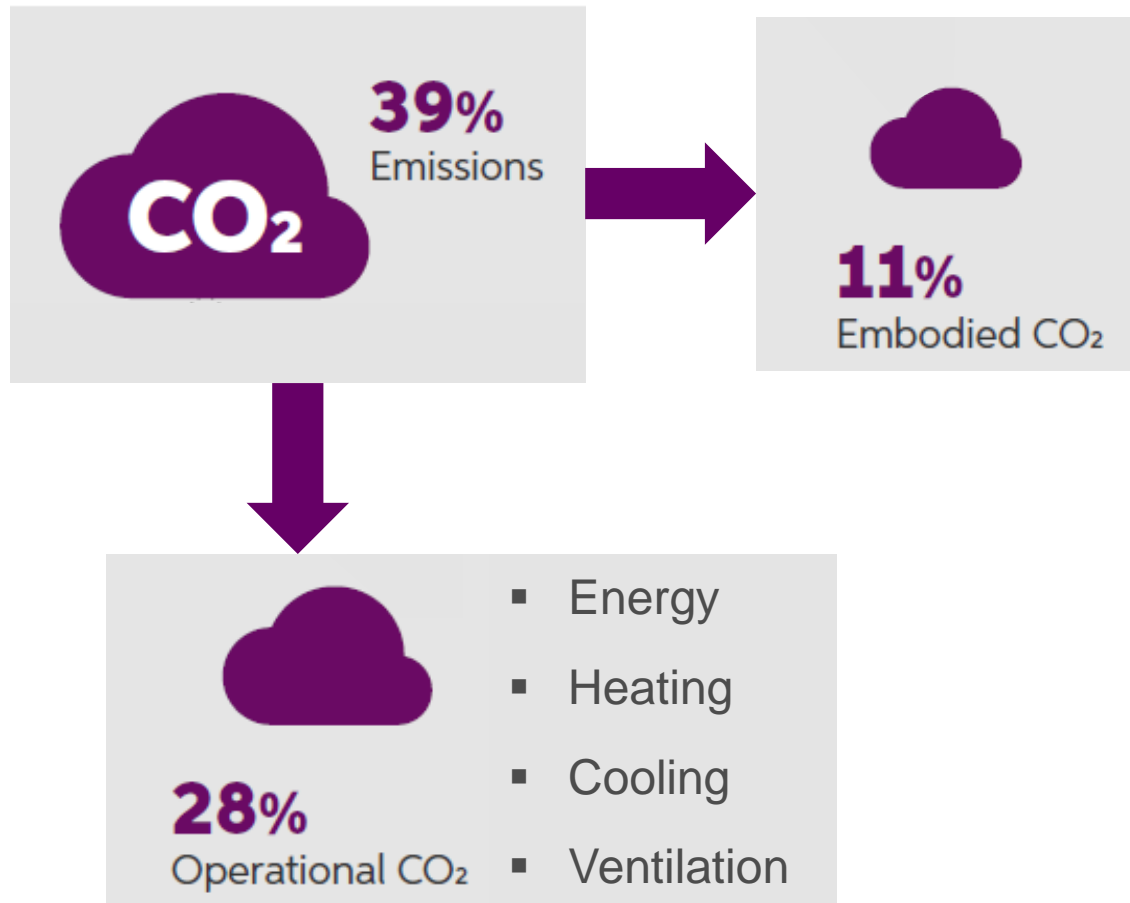 CO₂
39%
Emissions
11%
Embodied CO₂
28%
Operational CO₂
▪ Energy
▪ Heating
▪ Cooling
▪ Ventilation